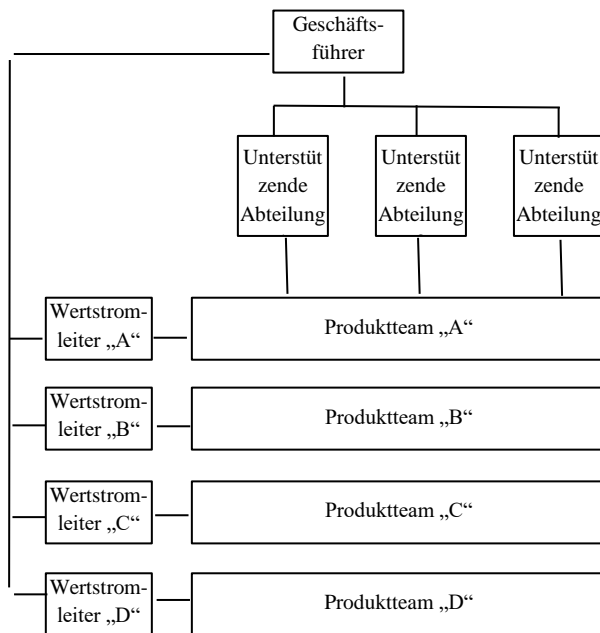 Geschäfts-
führer
Unterstüt
zende
Abteilung
Unterstüt
zende
Abteilung
Unterstüt
zende
Abteilung
Wertstrom-
leiter „A“
Produktteam „A“
Wertstrom-
leiter „B“
Produktteam „B“
Wertstrom-
leiter „C“
Produktteam „C“
Wertstrom-
leiter „D“
Produktteam „D“